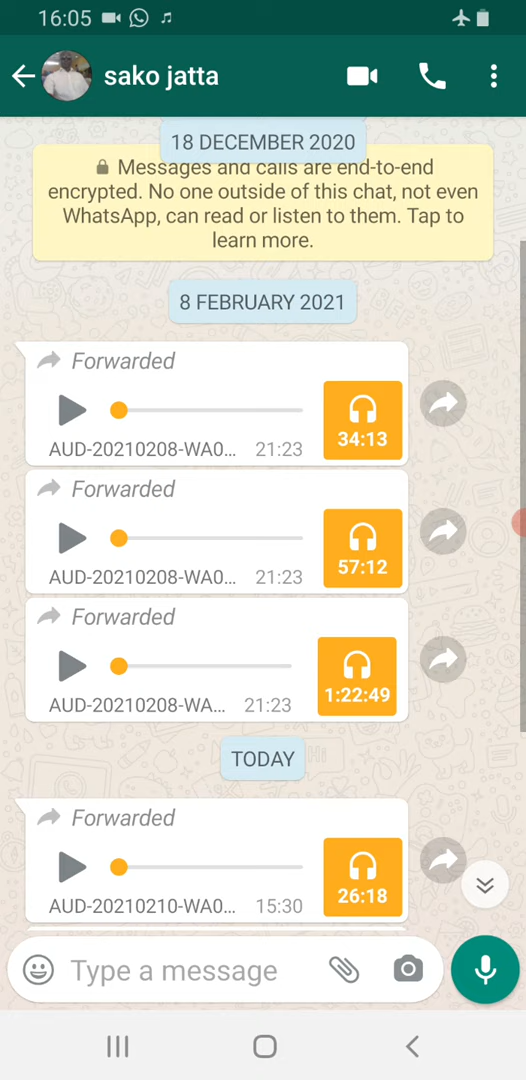 16:05
sako jatta
18 DECEMBER 2020
Messages and calls are end-to-end
encrypted. No one outside of this chat, not even
WhatsApp, can read or listen to them. Tap to
learn more.
8 FEBRUARY 2021
Forwarded
34:13
AUD-20210208-WA0... 21:23
Forwarded
57:12
AUD-20210208-WA0... 21:23
Forwarded
1:22:49
AUD-20210208-WA... 21:23
TODAY
Forwarded
26:18
AUD-20210210-WA0... 15:30
Type a message